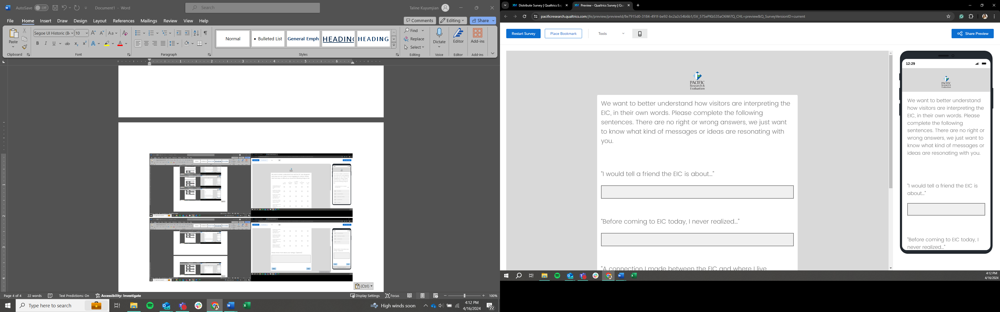 AutoSave Off Document1 - Word Search Taline Kuyumjian
File Home Insert Draw Design Layout References Mailings Review View Help Comments Editing Share
Paste Segoe UI Historic (B 10 Normal Bulleted List General Emph HEADING HEADING Find Replace Select Dictate Editor Add-ins
Clipboard Font Paragraph Styles Editing Voice Editor Add-ins
1 2 3 4 5 6
(Ctrl)
Page 4 of 4 22 words Text Predictions: On Accessibility: Investigate Display Settings Focus 100%
Type here to search High winds soon 4:12 PM
4/16/2024 22
Distribute Survey | Qualtrics Exp Preview - Qualtrics Survey | Qua
pacificresearch.qualtrics.com/jfe/preview/previewId/8e7915d0-3184-491f-be92-bc2a2c54b6b1/SV_57SePKbS35aO6Wi?Q_CHL=preview&Q_SurveyVersionID=current
Restart Survey Place Bookmark Tools Share Preview
PACIFIC
Research &
Evaluation
We want to better understand how visitors are interpreting the
EIC, in their own words. Please complete the following
sentences. There are no right or wrong answers, we just want
to know what kind of messages or ideas are resonating with
you.
“I would tell a friend the EIC is about...”
“Before coming to EIC today, I never realized...”
“A connection I made between the EIC and where I live
12:29
PACIFIC
Research &
Evaluation
We want to better understand
how visitors are interpreting the
EIC, in their own words. Please
complete the following
sentences. There are no right or
wrong answers, we just want to
know what kind of messages or
ideas are resonating with you.
“I would tell a friend the EIC is
about...”
“Before coming to EIC today, I
never realized...”
4:12 PM
4/16/2024